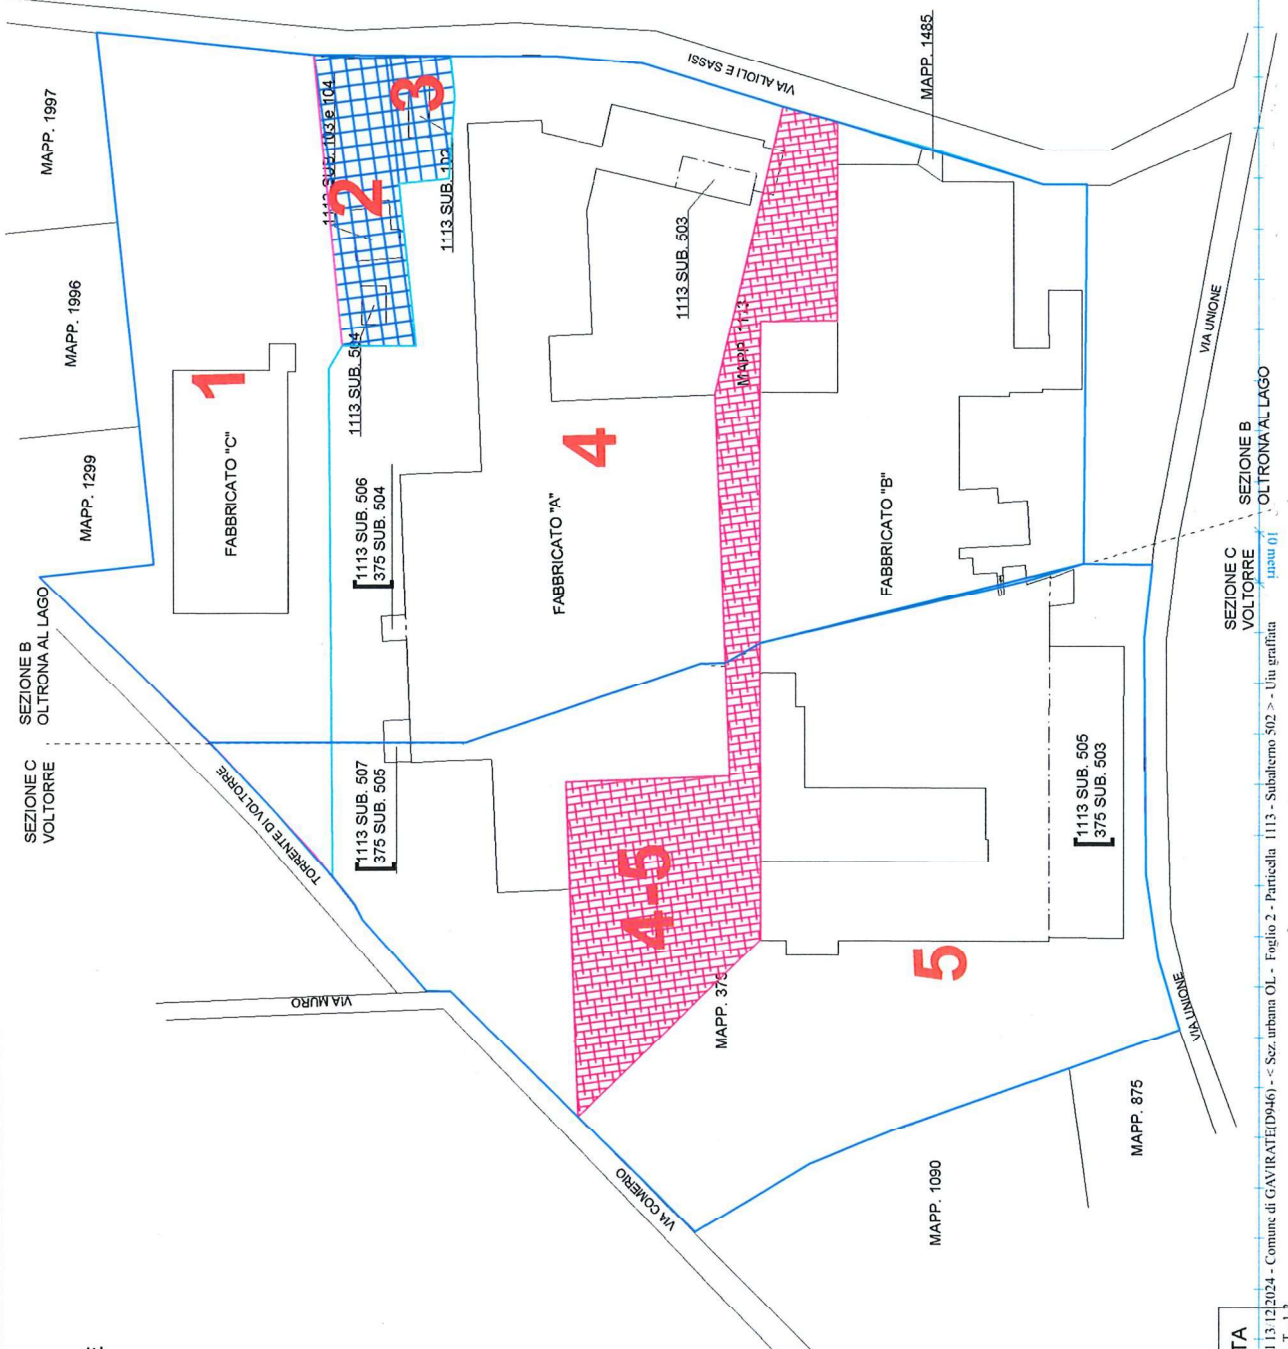 MAPP. 1997
MAPP. 1996
MAPP. 1299
1113 SUB. 103 e 104
2
3
1113 SUB. 102
1113 SUB. 504
1
FABBRICATO "C"
VIA ALIOLI E SASSI
MAPP. 1485
1113 SUB. 503
MAPP. 1113
4
FABBRICATO "A"
FABBRICATO "B"
1113 SUB. 506
375 SUB. 504
SEZIONE B
OLTRONA AL LAGO
SEZIONE C
VOLTORRE
TORRENTE DI VOLTORRE
1113 SUB. 507
375 SUB. 505
VIA MURO
4-5
MAPP. 375
5
1113 SUB. 505
375 SUB. 503
VIA UNIONE
SEZIONE B
OLTRONA AL LAGO
SEZIONE C
VOLTORRE
10 metri
VIA UNIONE
VIA COMERIO
MAPP. 1090
MAPP. 875
TA
13/12/2024 - Comune di GAVIRATE(D946) - < Sez. urbana OL - Foglio 2 - Particella 1113 - Subalterno 502 > - Uiu graffata